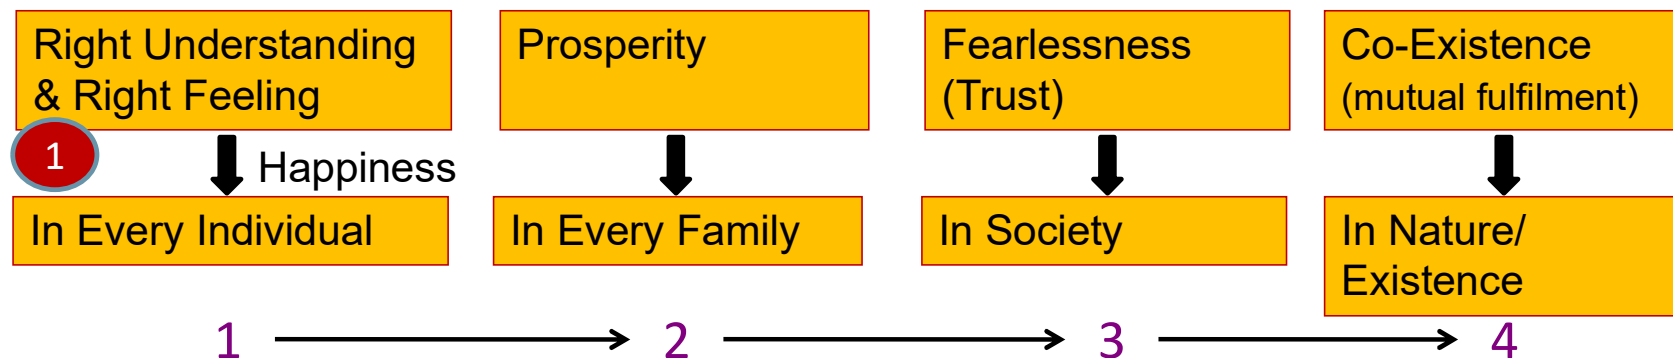 Right Understanding
& Right Feeling
Prosperity
Fearlessness
(Trust)
Co-Existence
(mutual fulfilment)
1
Happiness
In Every Individual
In Every Family
In Society
In Nature/
Existence
1
2
3
4